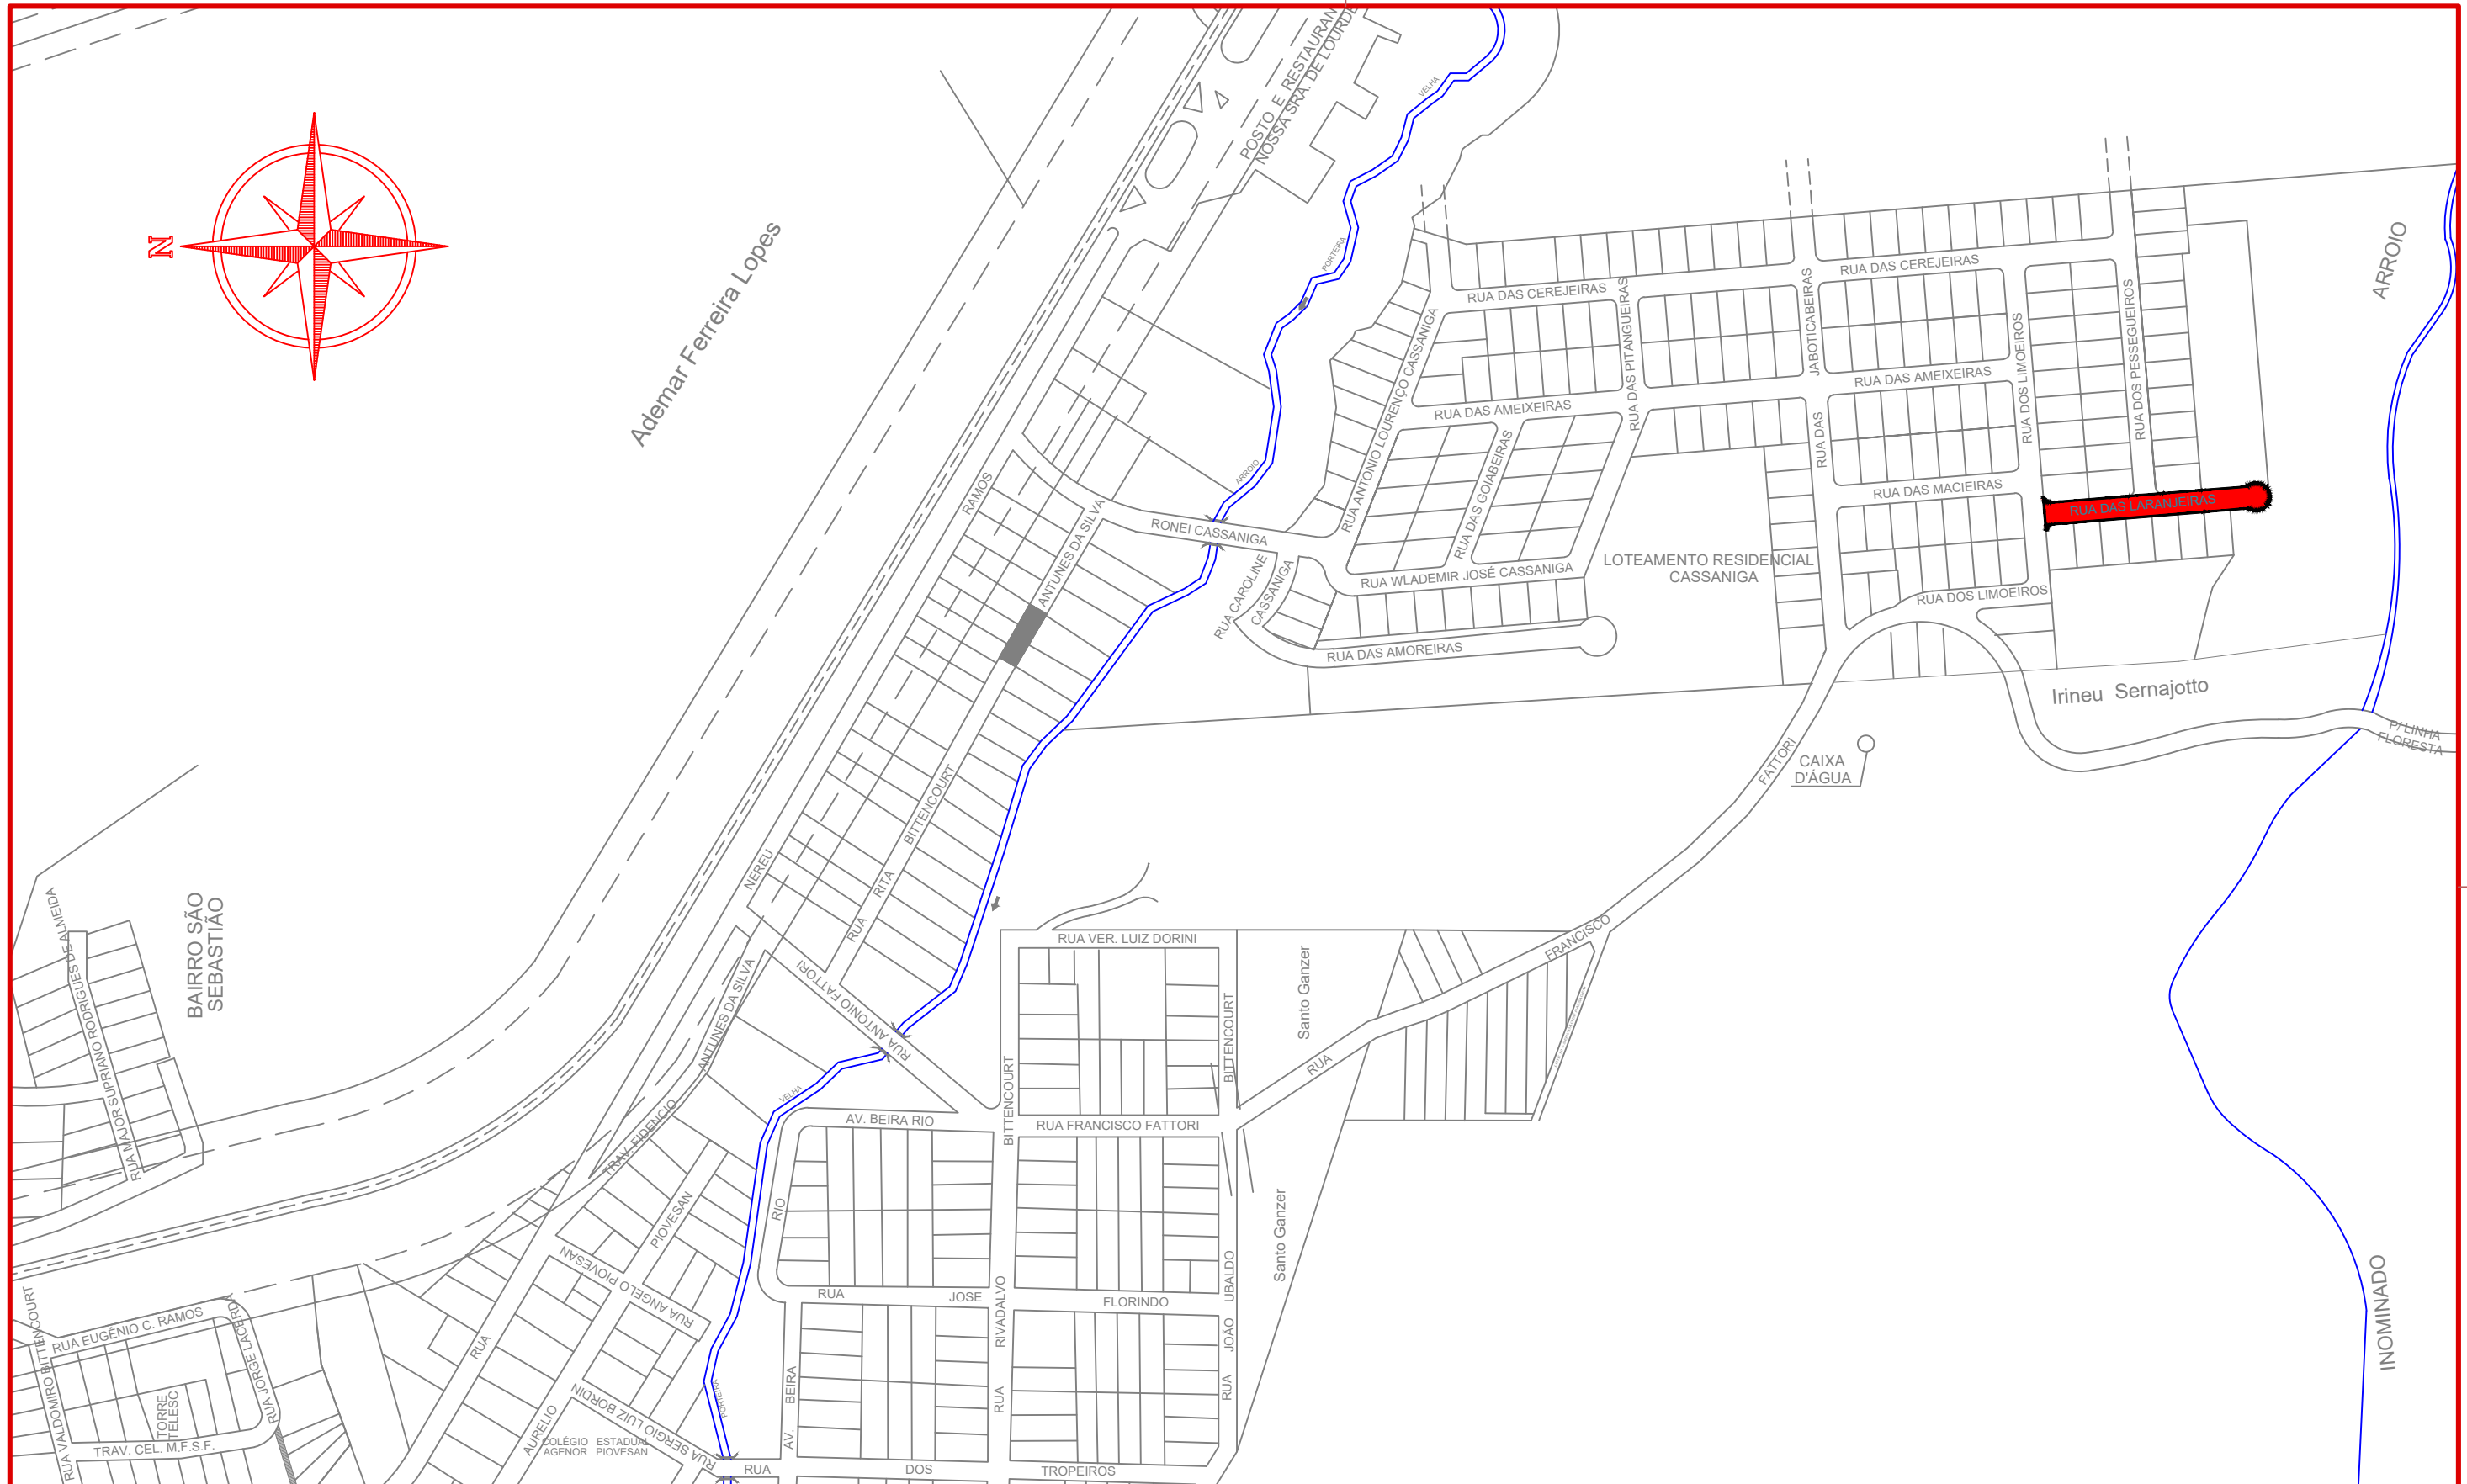 POSTO E RESTAURAN
NOSSA SRA. DE LOURDE
VELHA
N
Ademar Ferreira Lopes
PORTEIRA
ARROIO
ARROIO
RUA DAS CEREJEIRAS
RUA DAS CEREJEIRAS
RUA DAS PITANGUEIRAS
JABOTICABEIRAS
RUA DAS
RUA DOS LIMOEIROS
RUA DOS PESSEGUEIROS
RUA ANTONIO LOURENÇO CASSANIGA
RUA DAS AMEIXEIRAS
RUA DAS AMEIXEIRAS
RUA DAS GOIABEIRAS
RUA DAS MACIEIRAS
RUA DAS LARANJEIRAS
RONEI CASSANIGA
RUA CAROLINE
CASSANIGA
RUA WLADEMIR JOSÉ CASSANIGA
LOTEAMENTO RESIDENCIAL
CASSANIGA
RUA DOS LIMOEIROS
RUA DAS AMOREIRAS
Irineu Sernajotto
P/ LINHA
FLORESTA
CAIXA
D'ÁGUA
FATTORI
FRANCISCO
RUA
RAMOS
NEREU
ANTUNES DA SILVA
BITTENCOURT
RITA
RUA
BAIRRO SÃO
SEBASTIÃO
RUA MAJOR SUPRIANO RODRIGUES DE ALMEIDA
RUA ANTONIO FATTORI
ANTUNES DA SILVA
TRAV. FIDENCIO
VELHA
RUA VER. LUIZ DORINI
BITTENCOURT
BITTENCOURT
Santo Ganzer
AV. BEIRA RIO
RUA FRANCISCO FATTORI
RIO
PIOVESAN
RUA ANGELO PIOVESAN
Santo Ganzer
UBALDO
JOÃO
RUA
RUA
JOSE
FLORINDO
RIVADALVO
RUA
BEIRA
AV.
INOMINADO
RUA EUGÊNIO C. RAMOS
RUA JORGE LACERDA
RUA VALDOMIRO BITTENCOURT
TORRE
TELESC
TRAV. CEL. M.F.S.F.
RUA
AURELIO
RUA SERGIO LUIZ BORDIN
PORTEIRA
COLÉGIO ESTADUAL
AGENOR PIOVESAN
RUA
DOS
TROPEIROS